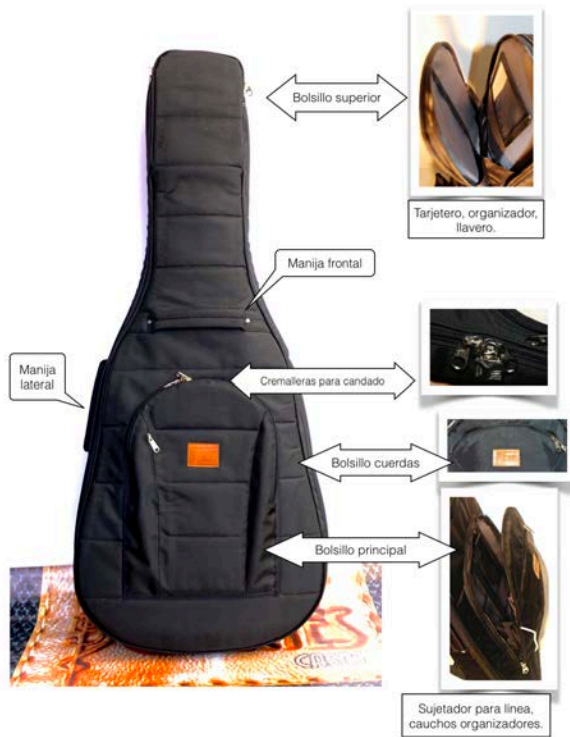 Bolsillo superior
Tarjetero, organizador,
llavero.
Manija frontal
Manija
lateral
Cremalleras para candado
Bolsillo cuerdas
Bolsillo principal
Sujetador para línea,
cauchos organizadores.